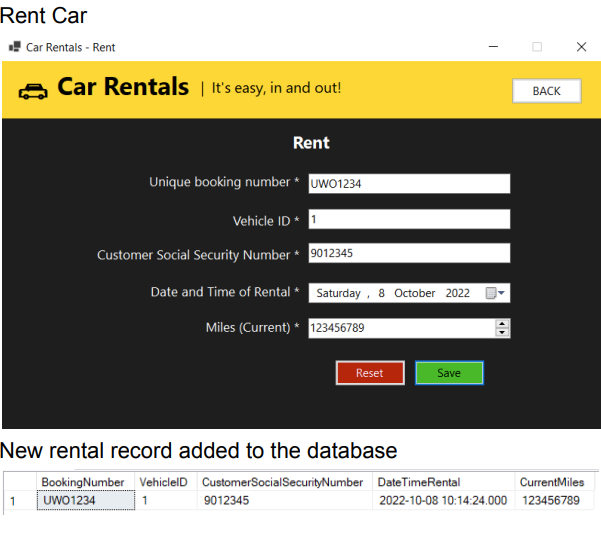 Rent Car
Car Rentals - Rent
Car Rentals | It's easy, in and out!
BACK
Rent
Unique booking number * UWO1234
Vehicle ID * 1
Customer Social Security Number * 9012345
Date and Time of Rental * Saturday , 8 October 2022
Miles (Current) * 123456789
Reset Save
New rental record added to the database
BookingNumber VehicleID CustomerSocialSecurityNumber DateTimeRental CurrentMiles
1 UWO1234 1 9012345 2022-10-08 10:14:24.000 123456789